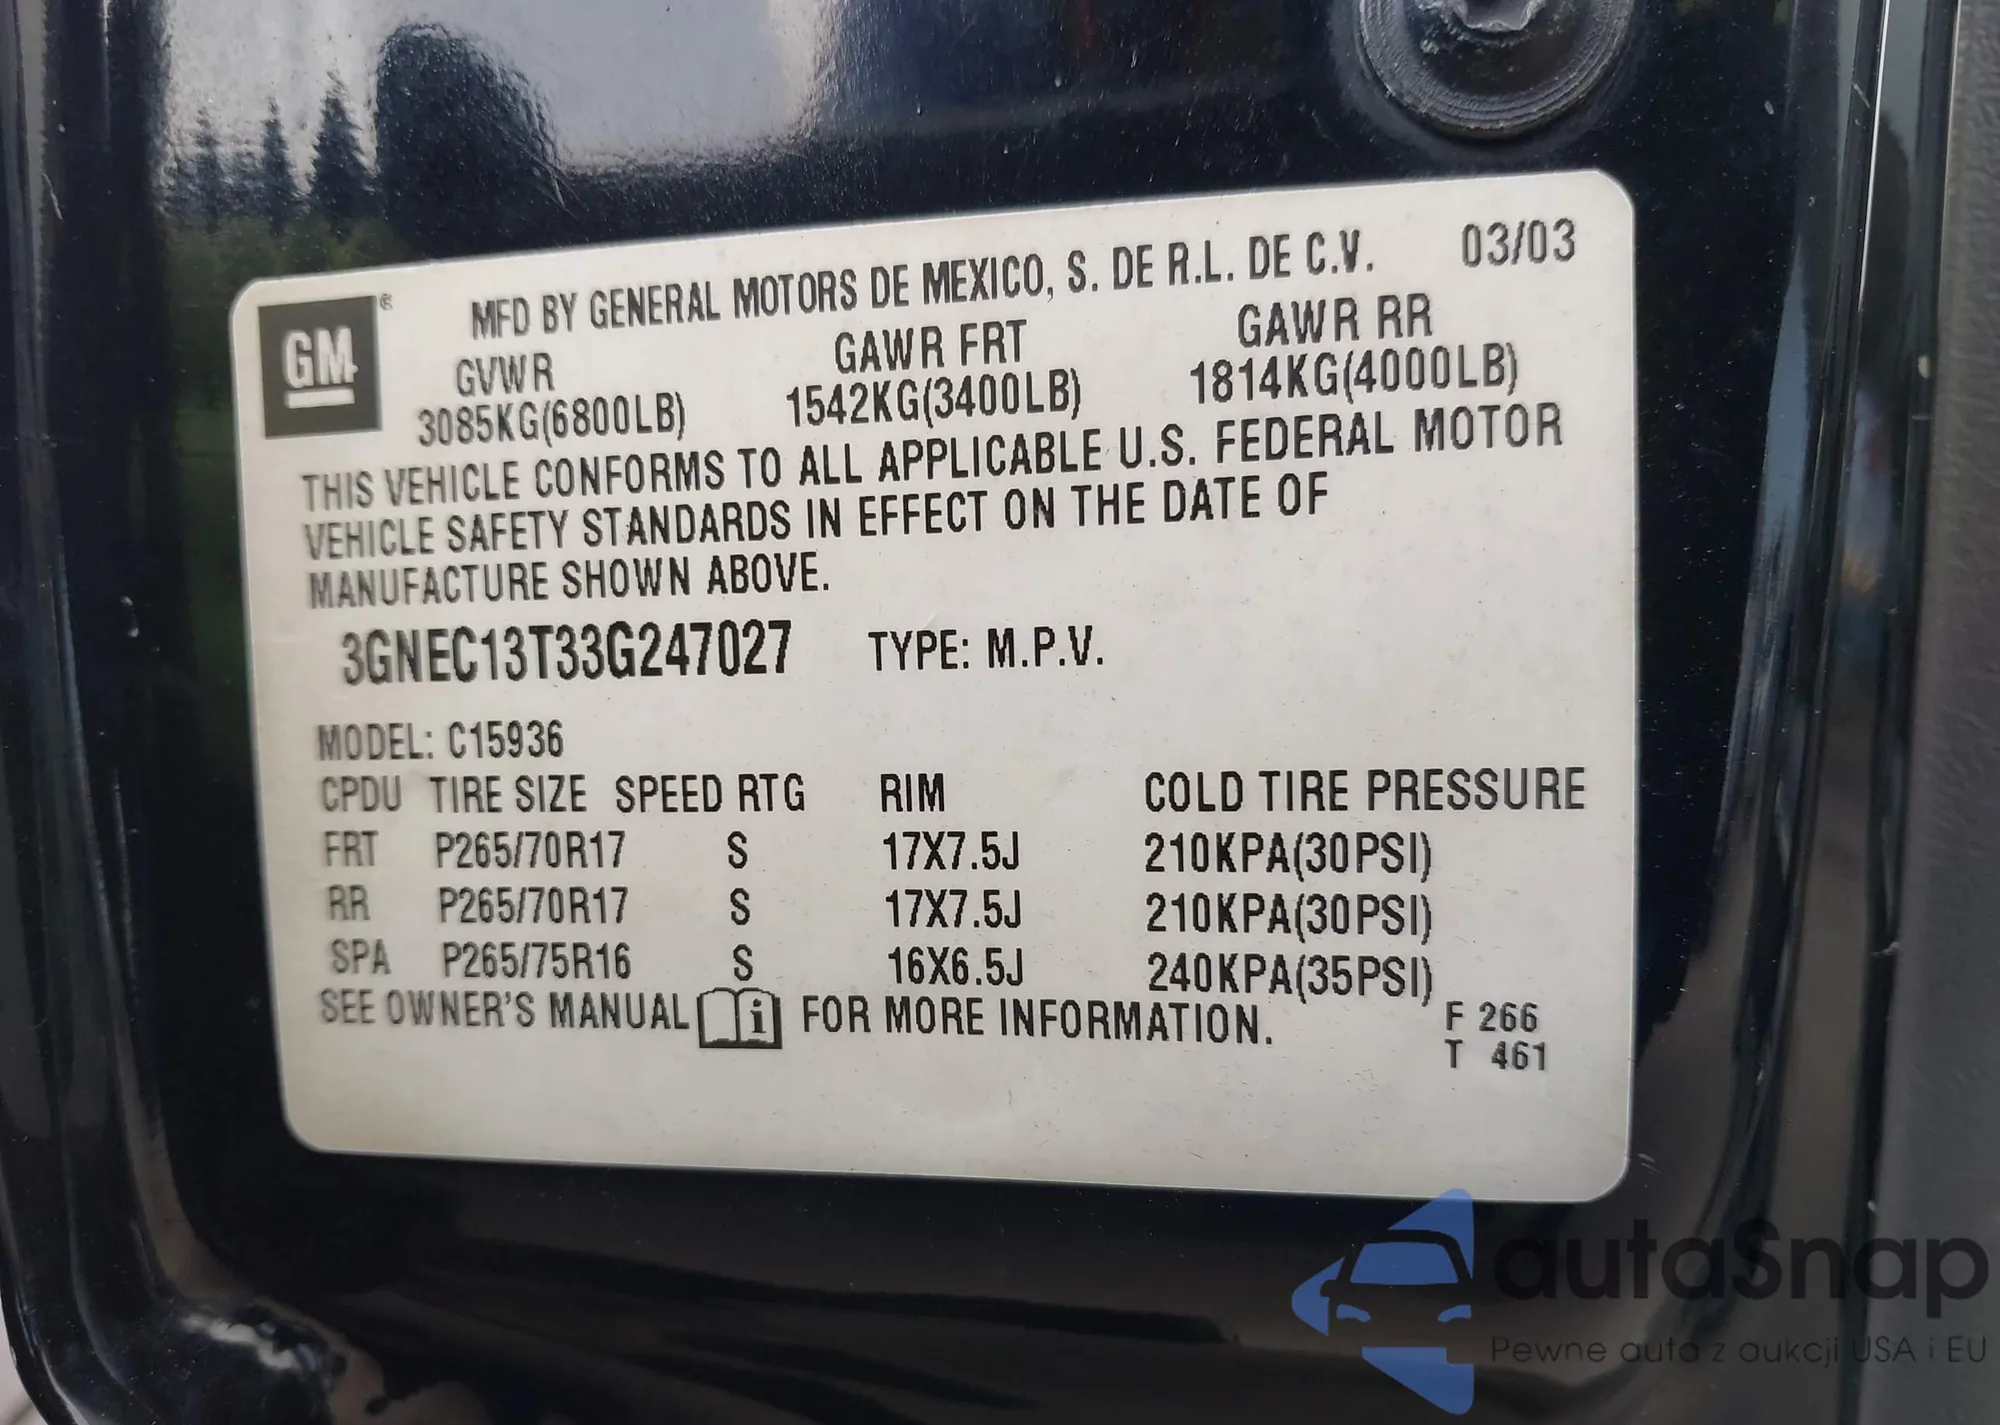 GM ®
MFD BY GENERAL MOTORS DE MEXICO, S. DE R.L. DE C.V. 03/03
GVWR GAWR FRT GAWR RR
3085KG(6800LB) 1542KG(3400LB) 1814KG(4000LB)
THIS VEHICLE CONFORMS TO ALL APPLICABLE U.S. FEDERAL MOTOR
VEHICLE SAFETY STANDARDS IN EFFECT ON THE DATE OF
MANUFACTURE SHOWN ABOVE.
3GNEC13T33G247027 TYPE: M.P.V.
MODEL: C15936
CPDU TIRE SIZE SPEED RTG RIM COLD TIRE PRESSURE
FRT P265/70R17 S 17X7.5J 210KPA(30PSI)
RR P265/70R17 S 17X7.5J 210KPA(30PSI)
SPA P265/75R16 S 16X6.5J 240KPA(35PSI)
SEE OWNER'S MANUAL i FOR MORE INFORMATION.
F 266
T 461
autaSnap
Pewne auta z aukcji USA i EU